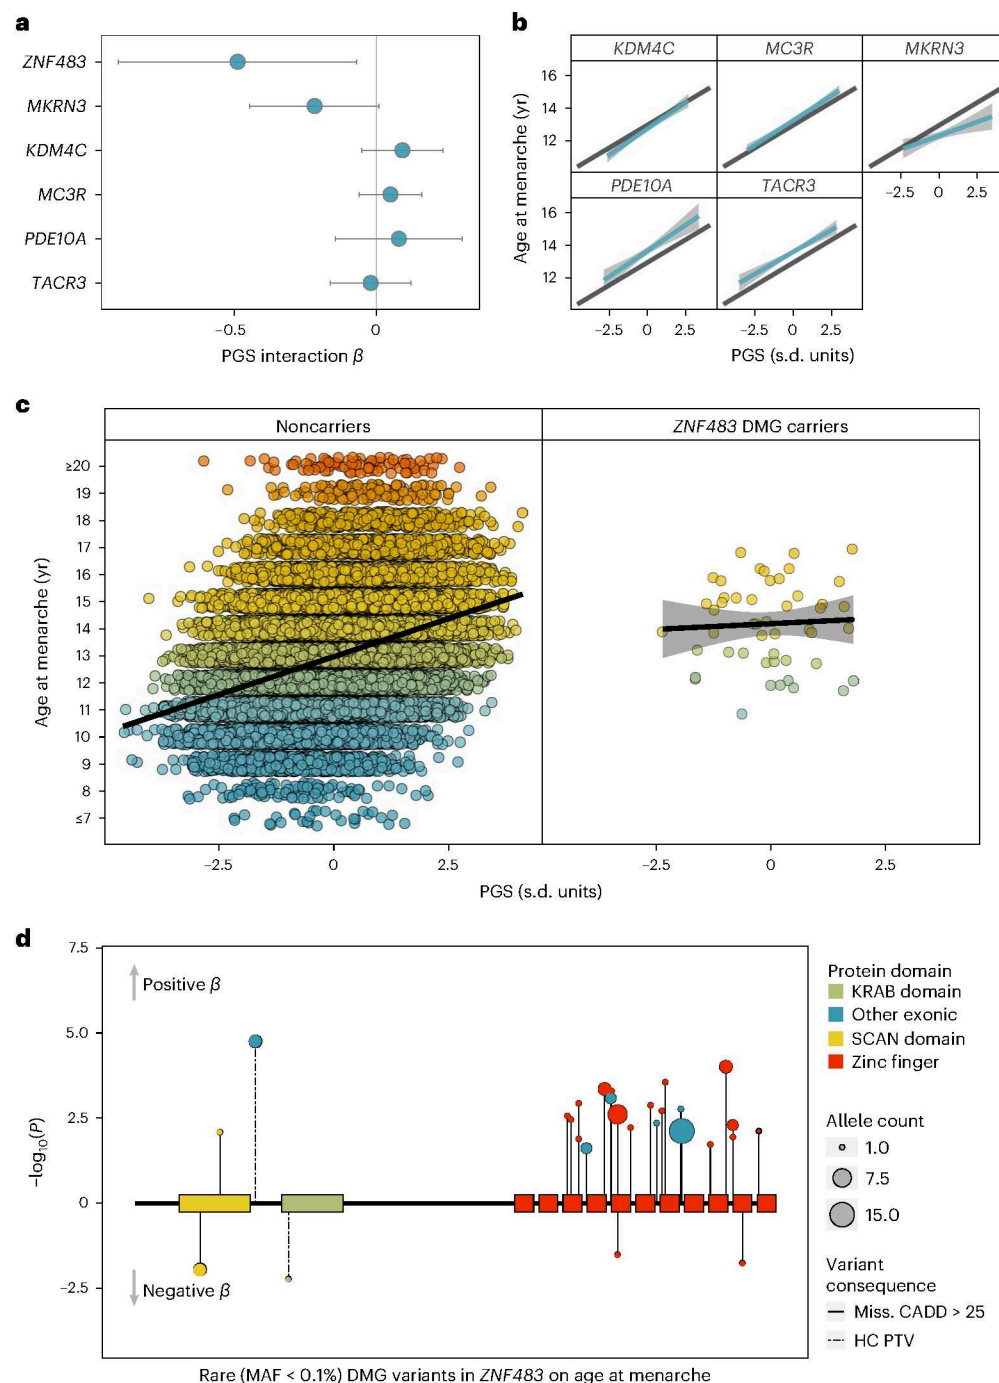 a
ZNF483
MKRN3
KDM4C
MC3R
PDE10A
TACR3
−0.5
0
PGS interaction β
b
KDM4C
MC3R
MKRN3
16
14
12
PDE10A
TACR3
−2.5
0
2.5
16
14
12
−2.5
0
2.5
−2.5
0
2.5
Age at menarche (yr)
PGS (s.d. units)
c
Noncarriers
ZNF483 DMG carriers
≥20
19
18
17
16
15
14
13
12
11
10
9
8
≤7
Age at menarche (yr)
−2.5
0
2.5
−2.5
0
2.5
PGS (s.d. units)
d
7.5
5.0
2.5
0
−2.5
−log10(P)
Positive β
Negative β
Rare (MAF < 0.1%) DMG variants in ZNF483 on age at menarche
Protein domain
KRAB domain
Other exonic
SCAN domain
Zinc finger
Allele count
1.0
7.5
15.0
Variant
consequence
Miss. CADD > 25
HC PTV